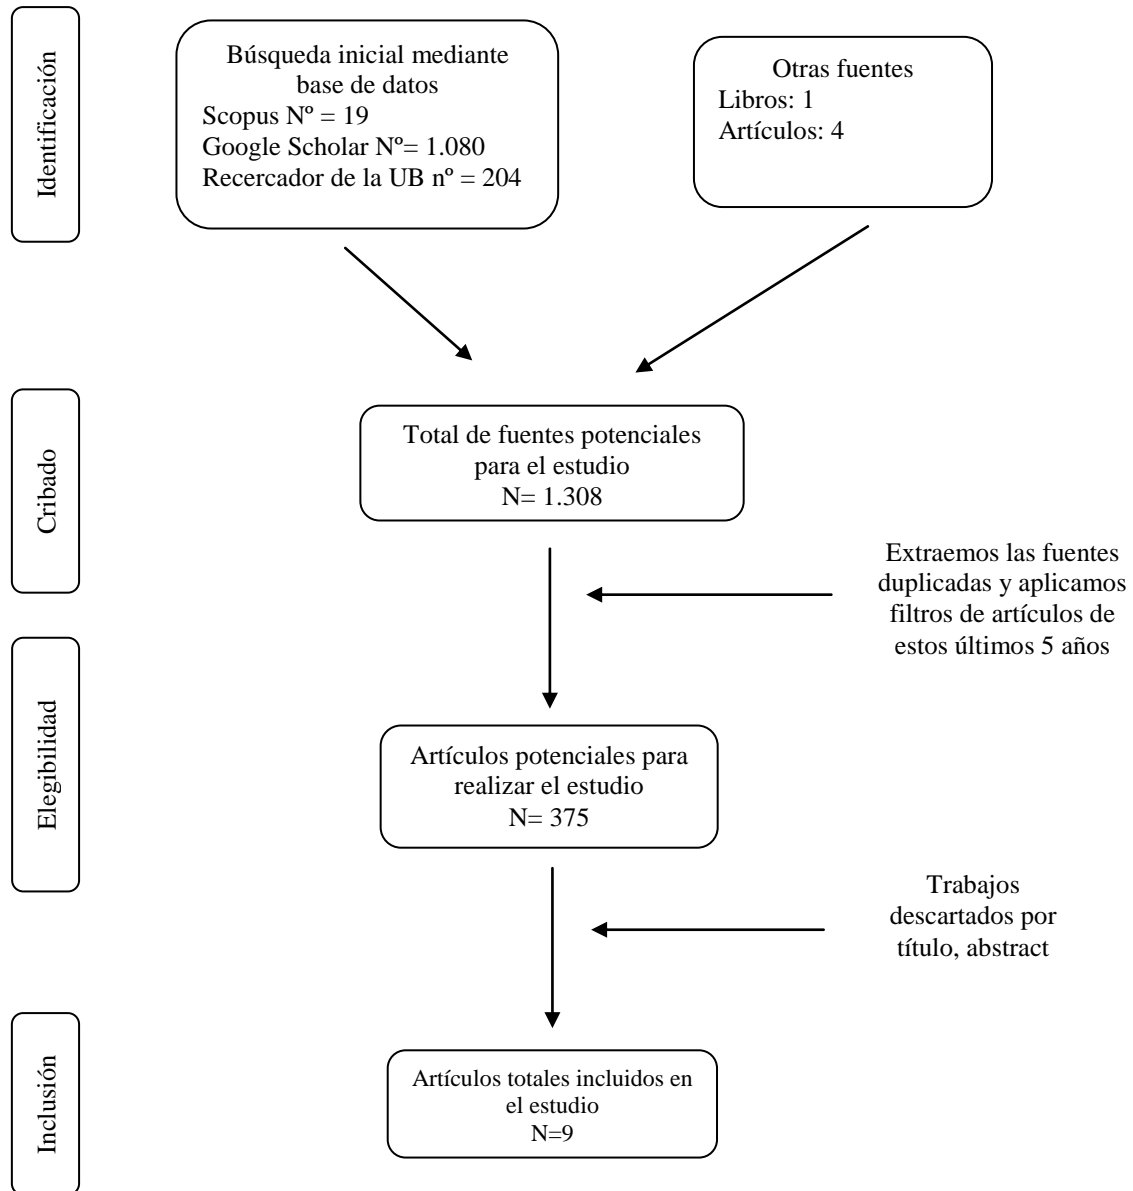 Identificación
Búsqueda inicial mediante
base de datos
Scopus Nº = 19
Google Scholar Nº= 1.080
Recercador de la UB nº = 204
Otras fuentes
Libros: 1
Artículos: 4
Cribado
Total de fuentes potenciales
para el estudio
N= 1.308
Extraemos las fuentes
duplicadas y aplicamos
filtros de artículos de
estos últimos 5 años
Elegibilidad
Artículos potenciales para
realizar el estudio
N= 375
Trabajos
descartados por
título, abstract
Inclusión
Artículos totales incluidos en
el estudio
N=9